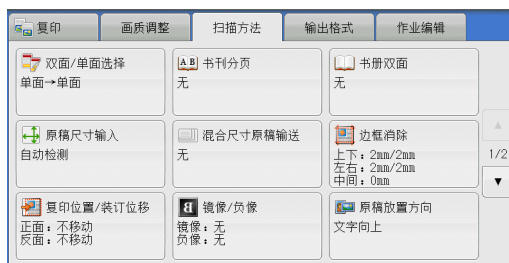 复印 画质调整 扫描方法 输出格式 作业编辑
双面/单面选择
单面→单面
A B 书刊分页
无
书册双面
无
原稿尺寸输入
自动检测
混合尺寸原稿输送
无
边框消除
上下：2mm/2mm
左右：2mm/2mm
中间：0mm
1/2
复印位置/装订位移
正面：不移动
反面：不移动
镜像/负像
镜像：无
负像：无
原稿放置方向
文字向上